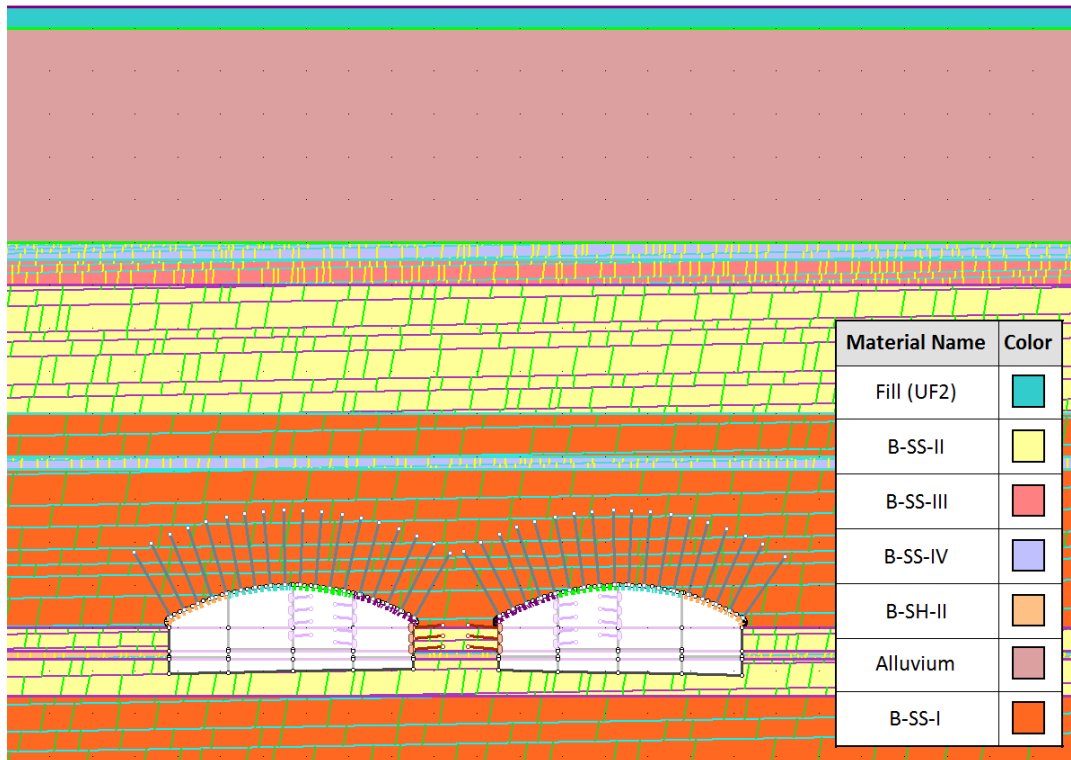 Material Name Color
Fill (UF2)
B-SS-II
B-SS-III
B-SS-IV
B-SH-II
Alluvium
B-SS-I